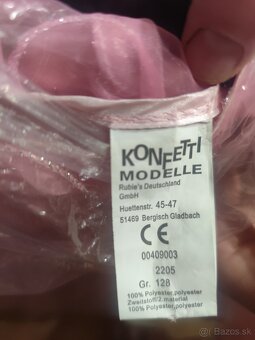 KONFETTI
MODELLE
Rubie's Deutschland
GmbH
Huettenstr. 45-47
51469 Bergisch Gladbach
CE
00409003
2205
Gr. 128
100% Polyester,polyester
Zweitstoff/2.material
100% Polyester,polyester
Bazos.sk